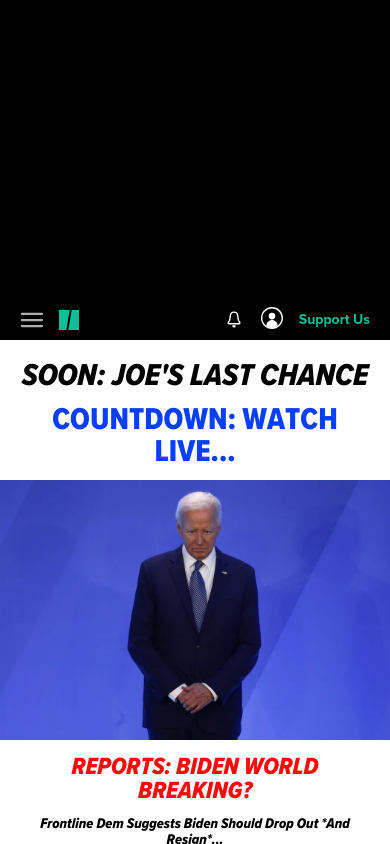 Support Us
SOON: JOE'S LAST CHANCE
COUNTDOWN: WATCH
LIVE...
REPORTS: BIDEN WORLD
BREAKING?
Frontline Dem Suggests Biden Should Drop Out *And
Resign*...